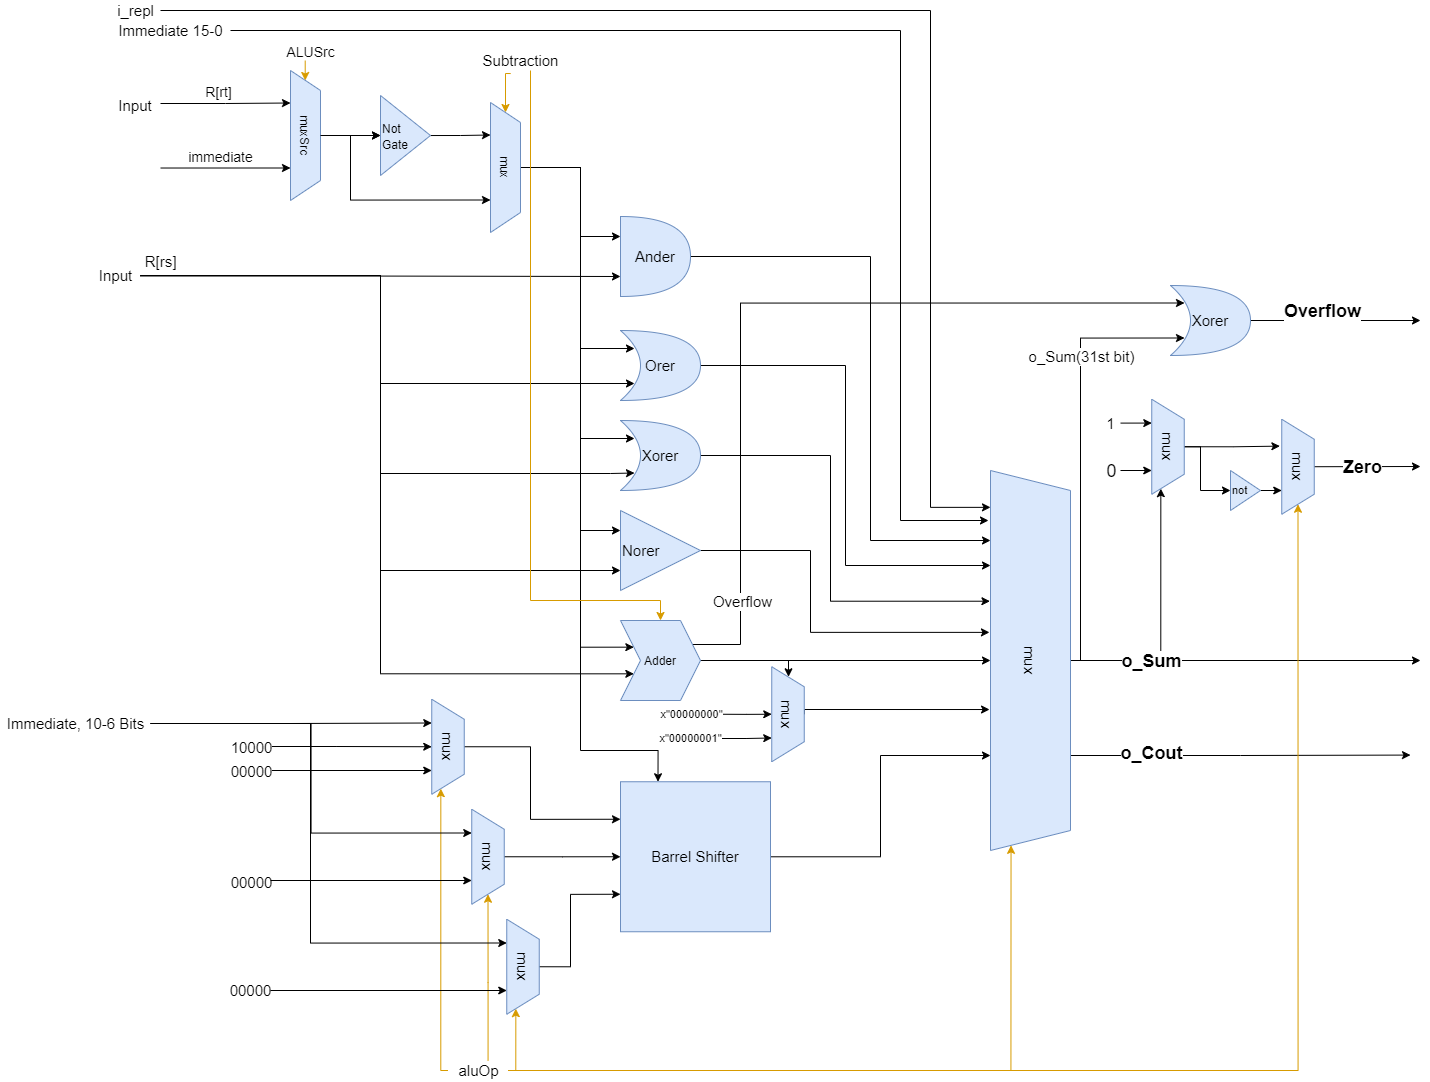 i_repl
Immediate 15-0
ALUSrc
Subtraction
Input
R[rt]
muxSrc
Not
Gate
immediate
mux
Ander
R[rs]
Input
Overflow
Xorer
o_Sum(31st bit)
Orer
1
mux
0
mux
not
Zero
Xorer
Norer
Overflow
Adder
mux
o_Sum
x"00000000"
x"00000001"
mux
Immediate, 10-6 Bits
10000
00000
mux
o_Cout
mux
00000
Barrel Shifter
mux
00000
aluOp